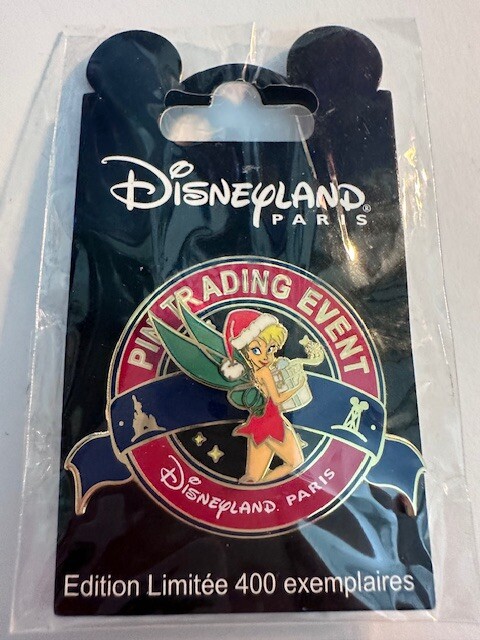 DISNEYLAND®
PARIS
PIN TRADING EVENT
DISNEYLAND PARIS
Edition Limitée 400 exemplaires